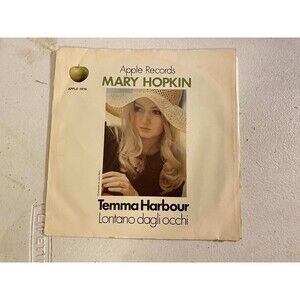 Apple Records
MARY HOPKIN
Temma Harbour
Lontano dagli occhi